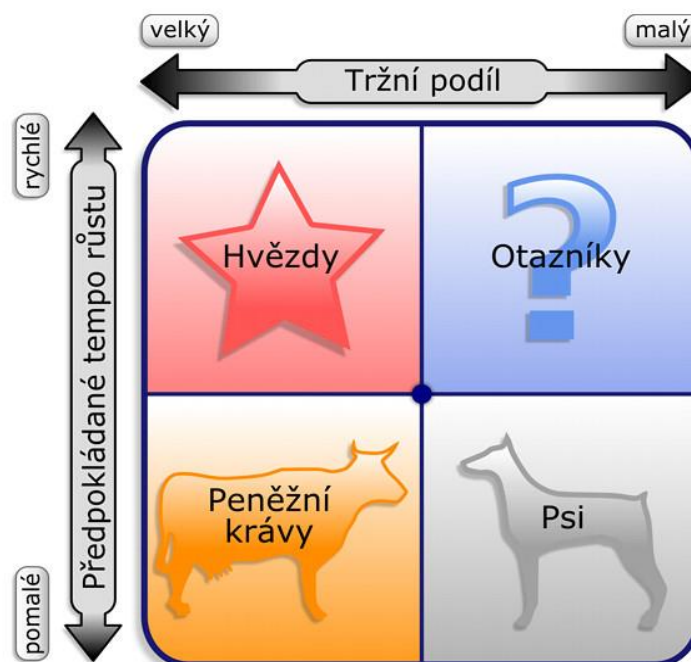 velký
malý
Tržní podíl
rychlé
Předpokládané tempo růstu
pomalé
Hvězdy
Otazníky
Peněžní
krávy
Psi